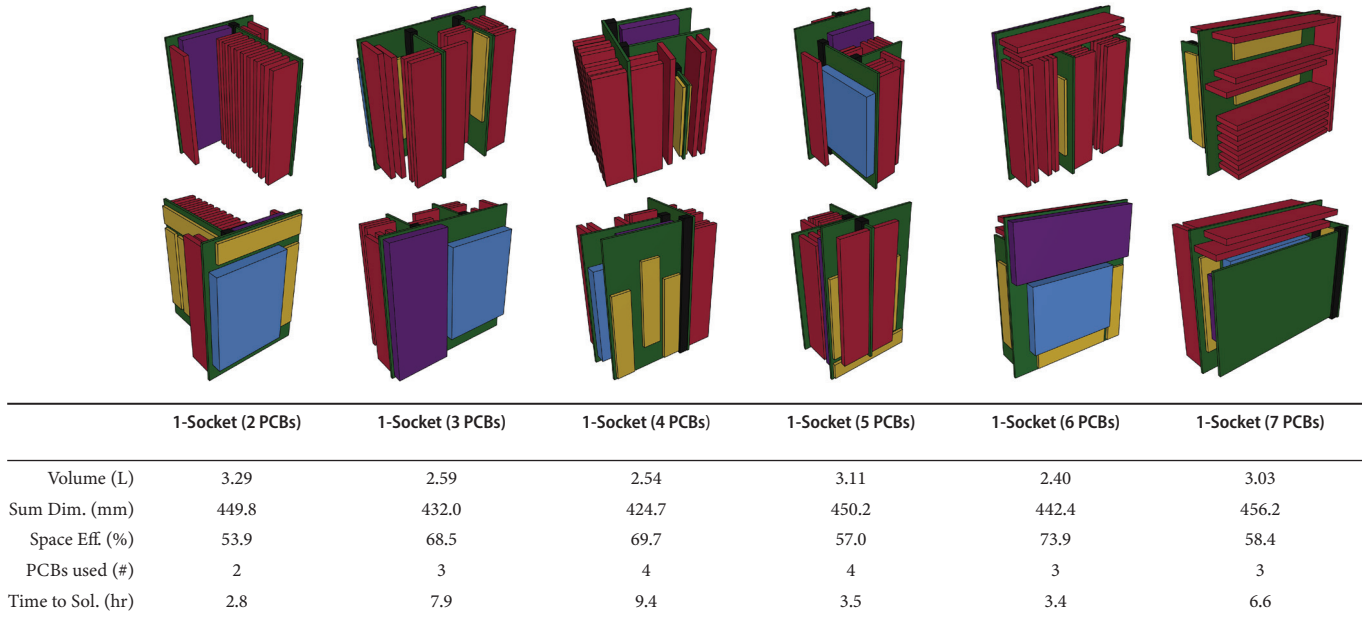 1-Socket (2 PCBs) 1-Socket (3 PCBs) 1-Socket (4 PCBs) 1-Socket (5 PCBs) 1-Socket (6 PCBs) 1-Socket (7 PCBs)
Volume (L) 3.29 2.59 2.54 3.11 2.40 3.03
Sum Dim. (mm) 449.8 432.0 424.7 450.2 442.4 456.2
Space Eff. (%) 53.9 68.5 69.7 57.0 73.9 58.4
PCBs used (#) 2 3 4 4 3 3
Time to Sol. (hr) 2.8 7.9 9.4 3.5 3.4 6.6